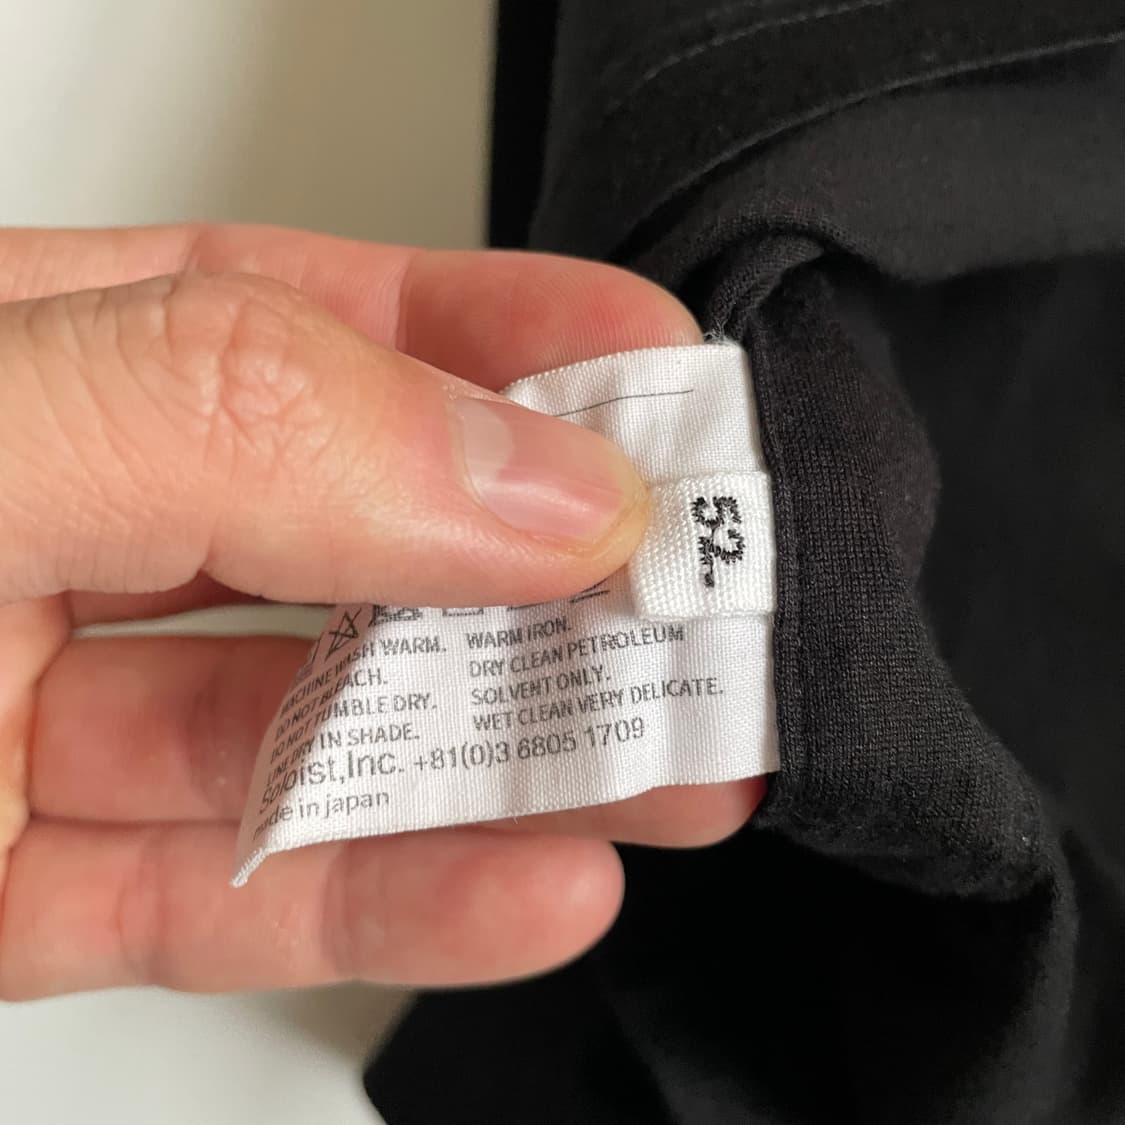 52
MACHINE WASH WARM.
DO NOT BLEACH.
DO NOT TUMBLE DRY.
LINE DRY IN SHADE.
WARM IRON.
DRY CLEAN PETROLEUM
SOLVENT ONLY.
WET CLEAN VERY DELICATE.
Soloist,Inc. +81(0)3 6805 1709
made in japan